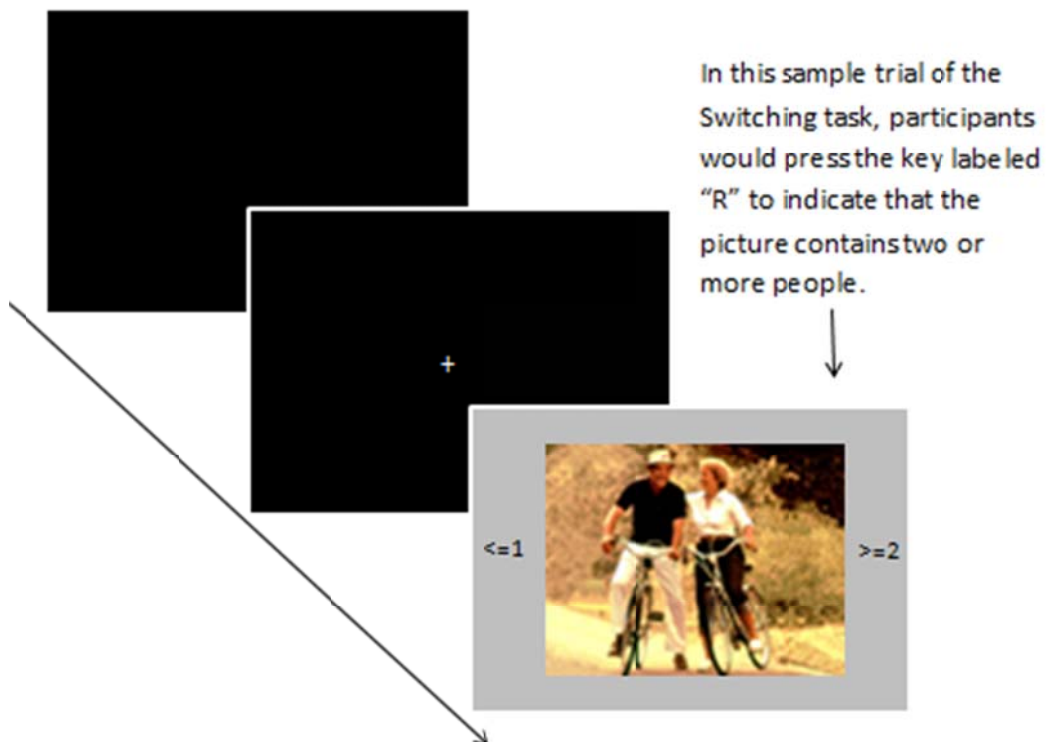 In this sample trial of the
Switching task, participants
would press the key labeled
“R” to indicate that the
picture contains two or
more people.
+
<=1
>=2